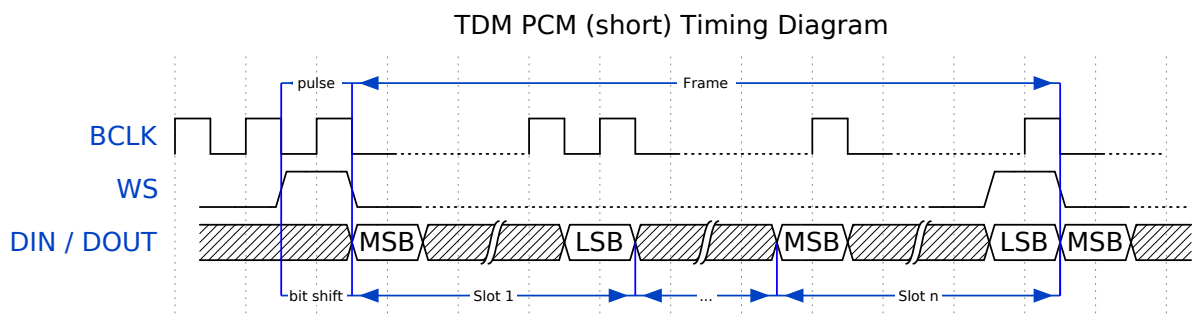 TDM PCM (short) Timing Diagram
pulse Frame
BCLK
WS
DIN / DOUT MSB LSB MSB LSB MSB
bit shift Slot 1 ... Slot n